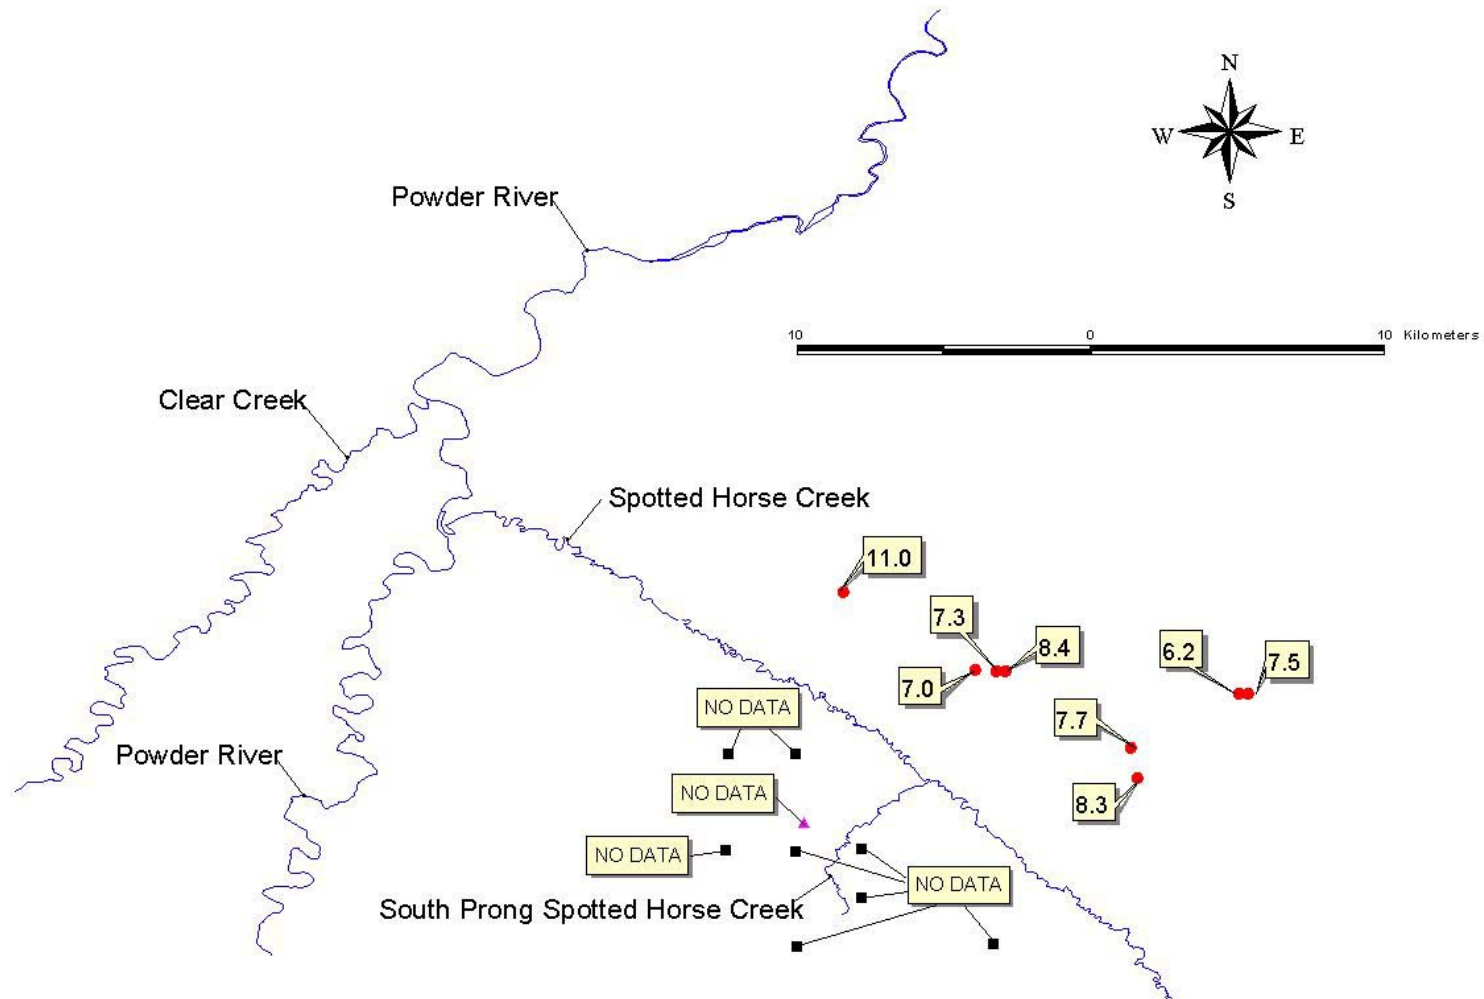 N
W E
S
Powder River
10 0 10 Kilometers
Clear Creek
Spotted Horse Creek
11.0
7.3
8.4
6.2
7.5
7.0
NO DATA
7.7
Powder River
NO DATA
8.3
NO DATA
NO DATA
South Prong Spotted Horse Creek